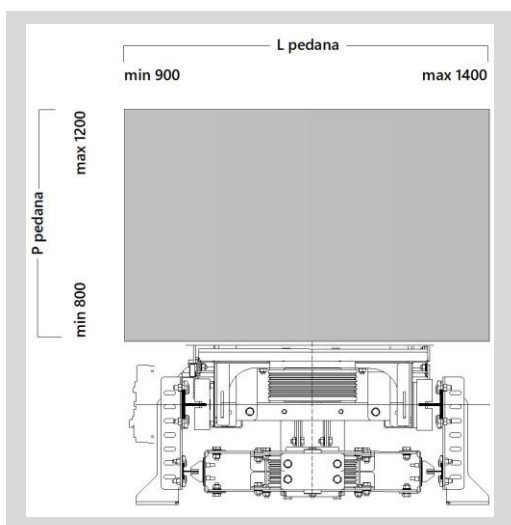 L pedana
min 900 max 1400
max 1200
P pedana
min 800